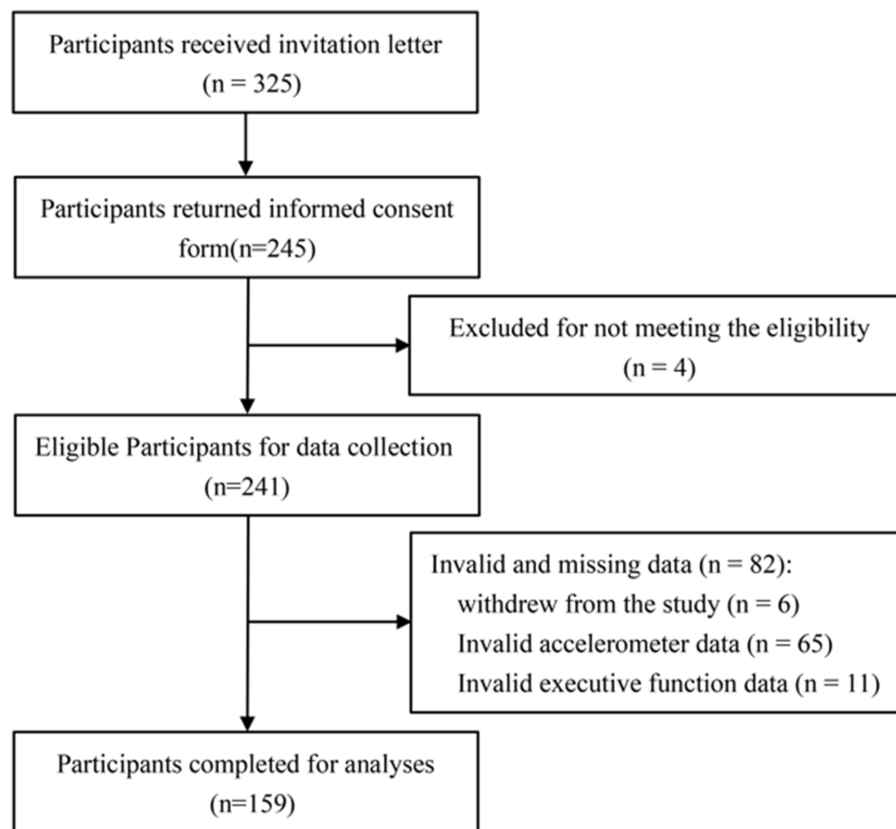 Participants received invitation letter
(n = 325)
Participants returned informed consent
form(n=245)
Excluded for not meeting the eligibility
(n = 4)
Eligible Participants for data collection
(n=241)
Invalid and missing data (n = 82):
withdrew from the study (n = 6)
Invalid accelerometer data (n = 65)
Invalid executive function data (n = 11)
Participants completed for analyses
(n=159)